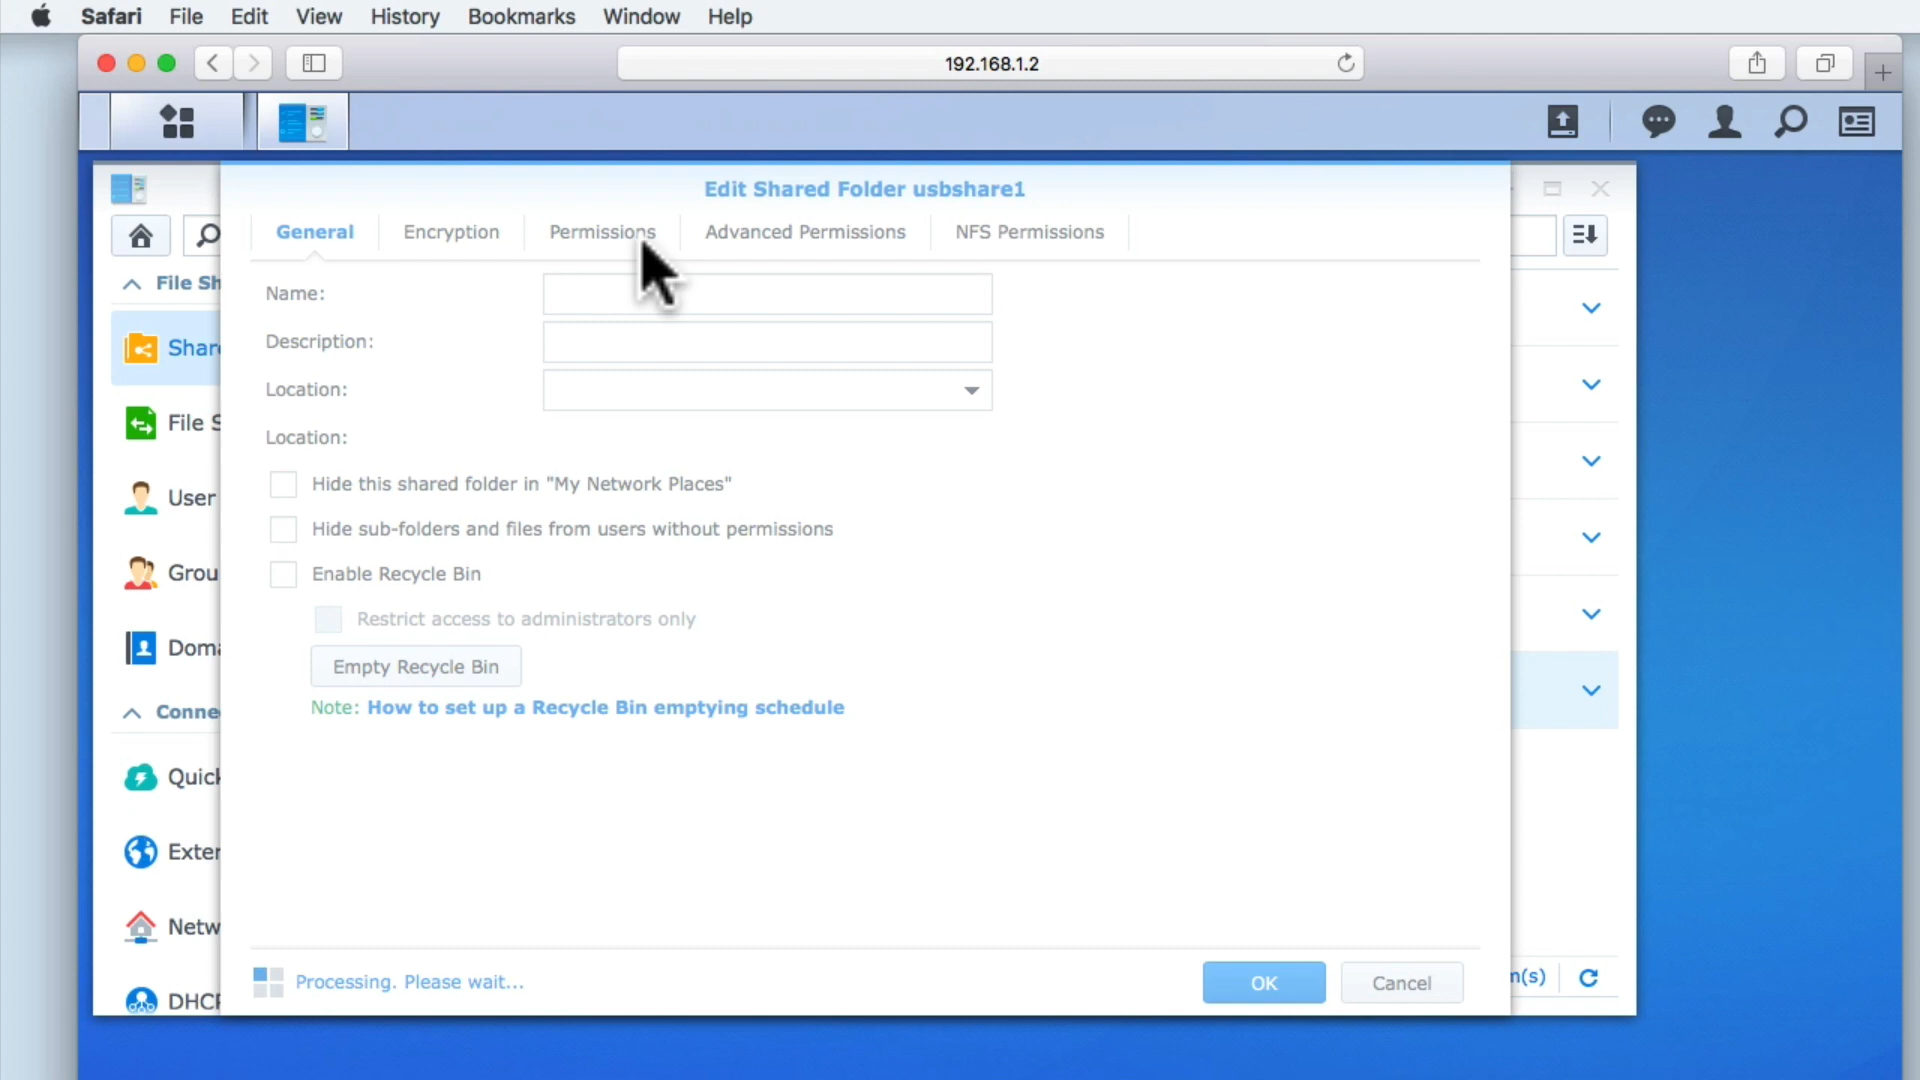 Safari File Edit View History Bookmarks Window Help
192.168.1.2
Edit Shared Folder usbshare1
General Encryption Permissions Advanced Permissions NFS Permissions
File Sh
Name:
Description:
Shar
Location:
File S
Location:
Hide this shared folder in "My Network Places"
User
Hide sub-folders and files from users without permissions
Grou
Enable Recycle Bin
Restrict access to administrators only
Doma
Empty Recycle Bin
Conne
Note: How to set up a Recycle Bin emptying schedule
Quick
Exter
Netw
Processing. Please wait...
OK
Cancel
m(s)
DHCP